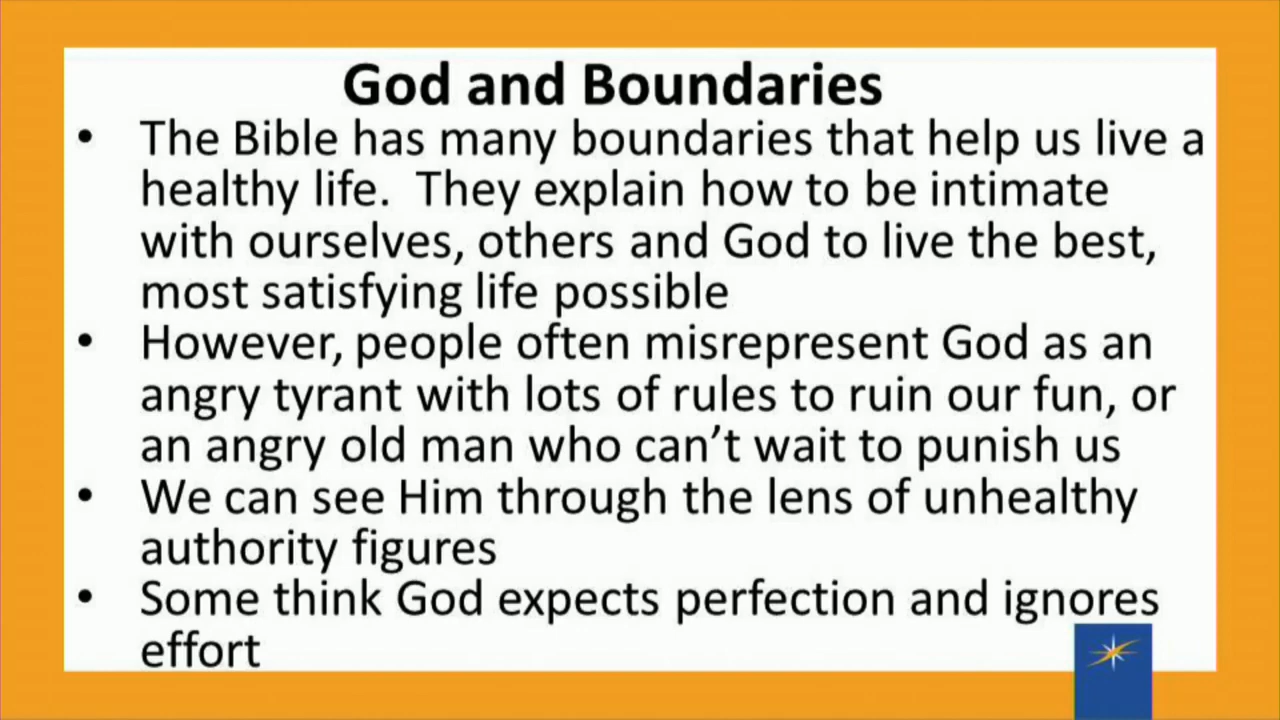 God and Boundaries
• The Bible has many boundaries that help us live a
healthy life.  They explain how to be intimate
with ourselves, others and God to live the best,
most satisfying life possible
• However, people often misrepresent God as an
angry tyrant with lots of rules to ruin our fun, or
an angry old man who can’t wait to punish us
• We can see Him through the lens of unhealthy
authority figures
• Some think God expects perfection and ignores
effort